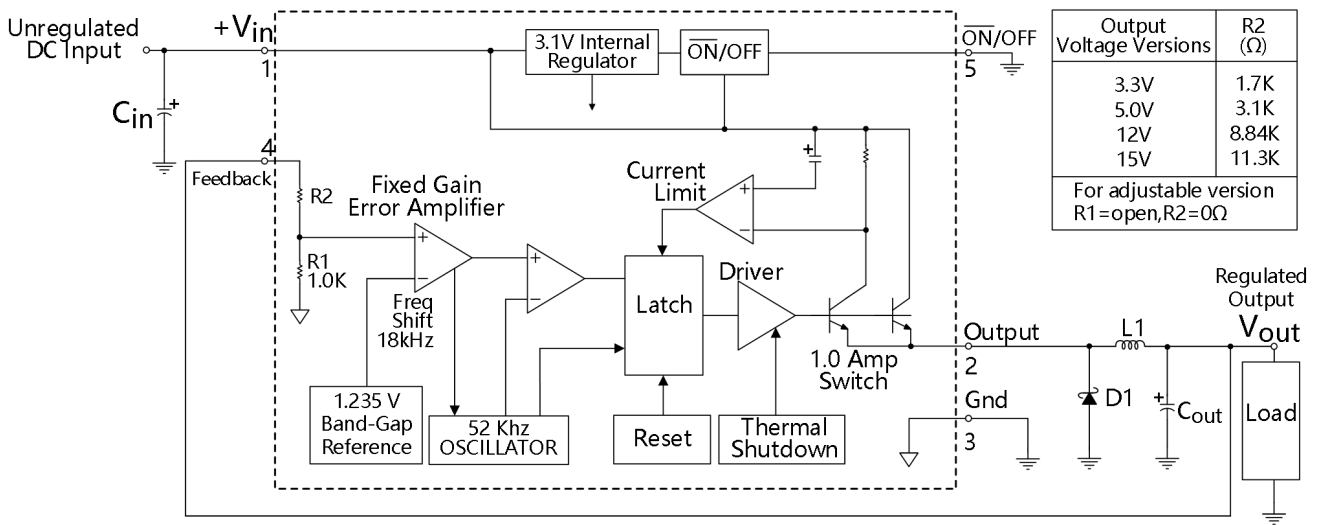 Unregulated
DC Input
+Vin
1
Cin
+
4
Feedback
R2
R1
1.0K
Fixed Gain
Error Amplifier
+
−
Freq
Shift
18kHz
1.235 V
Band-Gap
Reference
52 Khz
OSCILLATOR
+
−
3.1V Internal
Regulator
ON/OFF
ON/OFF
5
Current
Limit
+
−
+
Latch
Reset
Driver
Thermal
Shutdown
1.0 Amp
Switch
Output
2
Gnd
3
D1
L1
+
Cout
Regulated
Output
Vout
Load
Output
Voltage Versions
R2
(Ω)
3.3V 1.7K
5.0V 3.1K
12V 8.84K
15V 11.3K
For adjustable version
R1=open,R2=0Ω